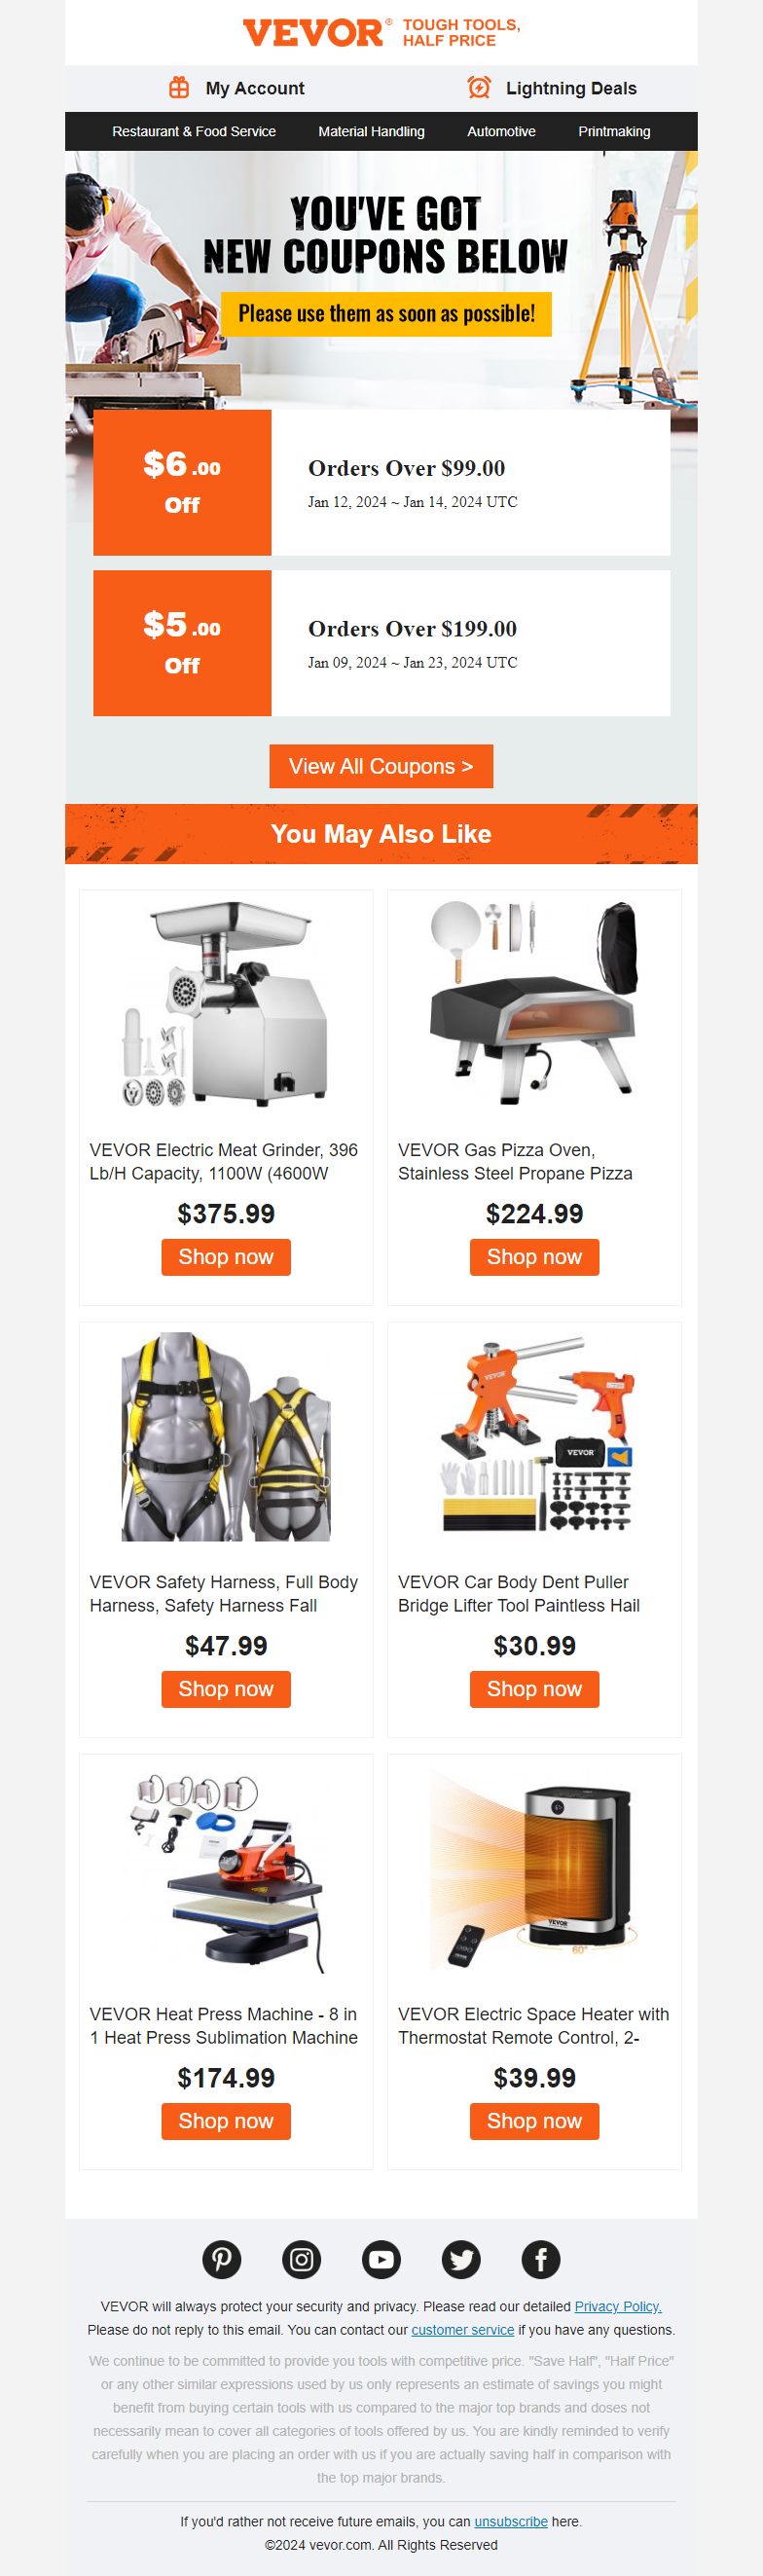 VEVOR® TOUGH TOOLS,
HALF PRICE
My Account
Lightning Deals
Restaurant & Food Service
Material Handling
Automotive
Printmaking
YOU'VE GOT
NEW COUPONS BELOW
Please use them as soon as possible!
$6.00
Off
Orders Over $99.00
Jan 12, 2024 ~ Jan 14, 2024 UTC
$5.00
Off
Orders Over $199.00
Jan 09, 2024 ~ Jan 23, 2024 UTC
View All Coupons >
You May Also Like
VEVOR Electric Meat Grinder, 396
Lb/H Capacity, 1100W (4600W
$375.99
Shop now
VEVOR Gas Pizza Oven,
Stainless Steel Propane Pizza
$224.99
Shop now
VEVOR
VEVOR
VEVOR Safety Harness, Full Body
Harness, Safety Harness Fall
$47.99
Shop now
VEVOR Car Body Dent Puller
Bridge Lifter Tool Paintless Hail
$30.99
Shop now
VEVOR
60°
VEVOR Heat Press Machine - 8 in
1 Heat Press Sublimation Machine
$174.99
Shop now
VEVOR Electric Space Heater with
Thermostat Remote Control, 2-
$39.99
Shop now
VEVOR will always protect your security and privacy. Please read our detailed Privacy Policy.
Please do not reply to this email. You can contact our customer service if you have any questions.
We continue to be committed to provide you tools with competitive price. "Save Half", "Half Price"
or any other similar expressions used by us only represents an estimate of savings you might
benefit from buying certain tools with us compared to the major top brands and doses not
necessarily mean to cover all categories of tools offered by us. You are kindly reminded to verify
carefully when you are placing an order with us if you are actually saving half in comparison with
the top major brands.
If you'd rather not receive future emails, you can unsubscribe here.
©2024 vevor.com. All Rights Reserved